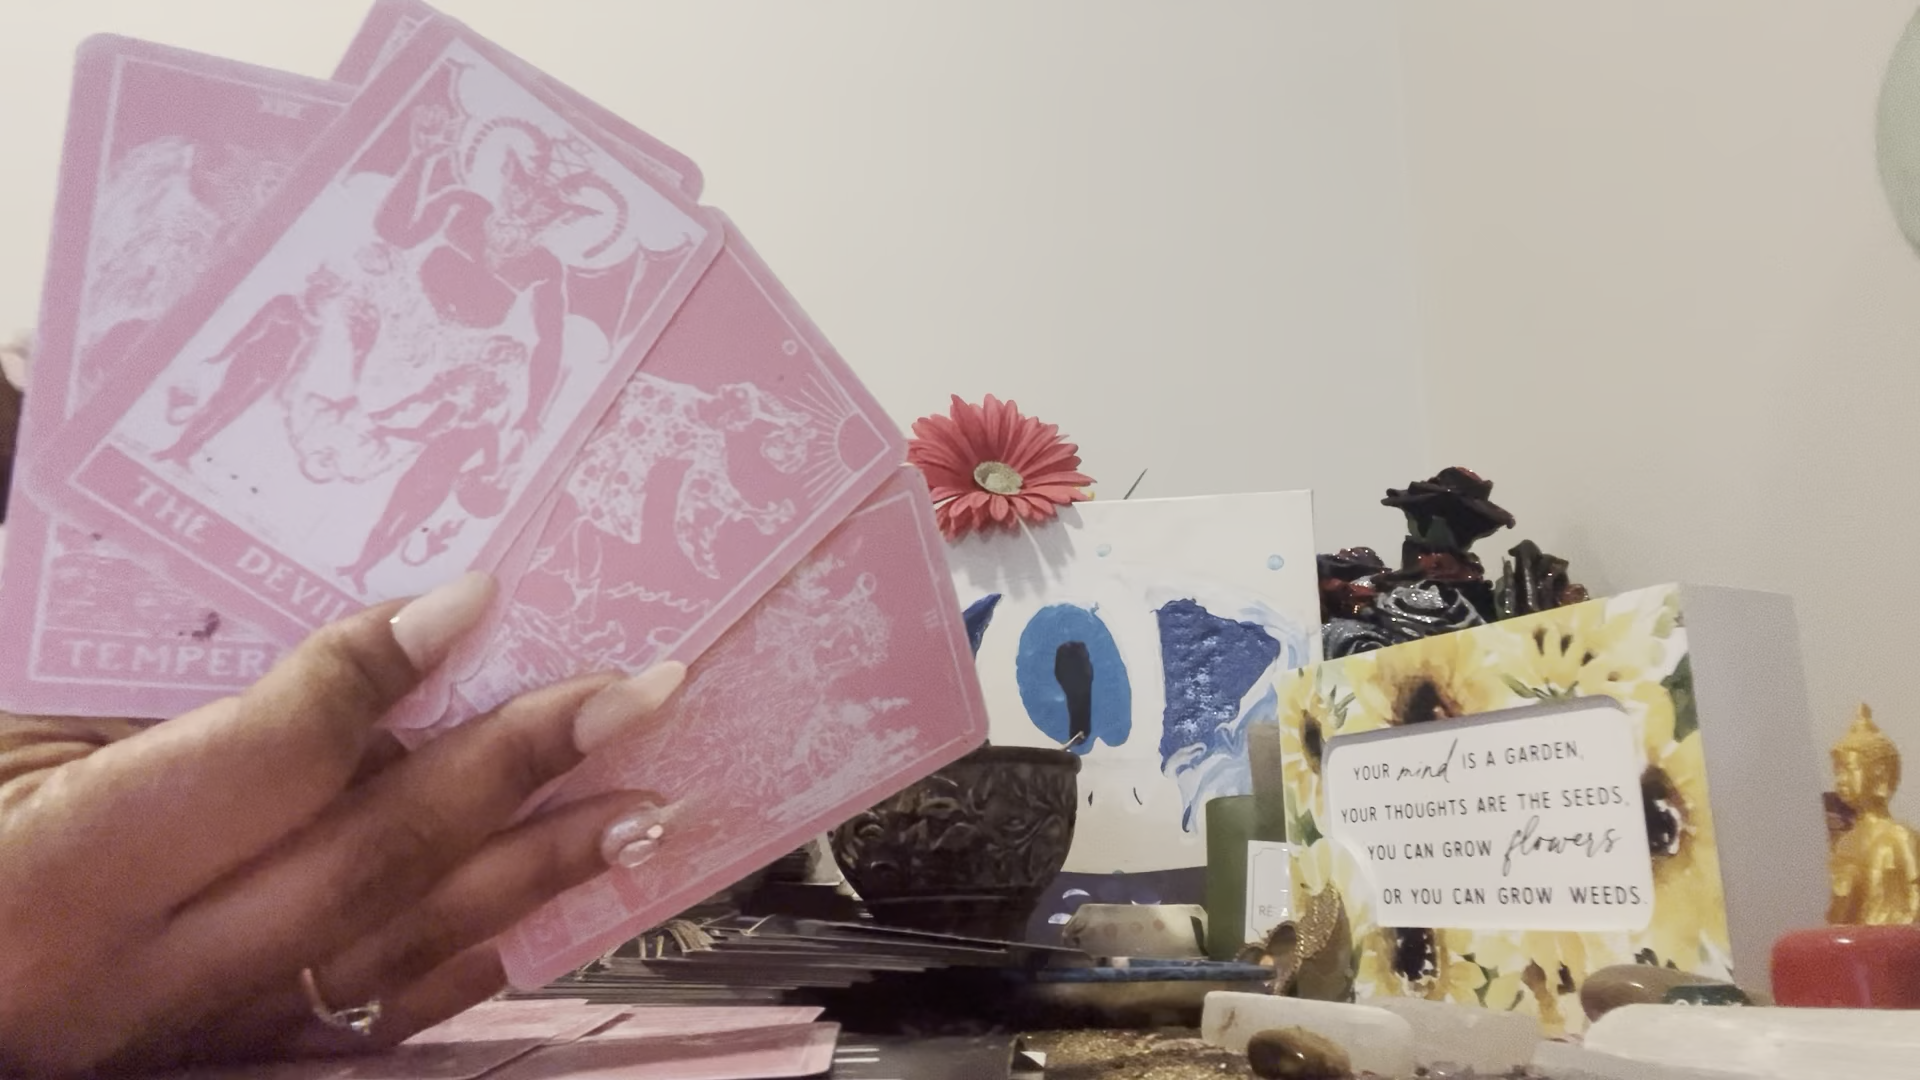 THE DEVIL
TEMPER
YOUR mind IS A GARDEN,
YOUR THOUGHTS ARE THE SEEDS,
YOU CAN GROW flowers
OR YOU CAN GROW WEEDS.
RE